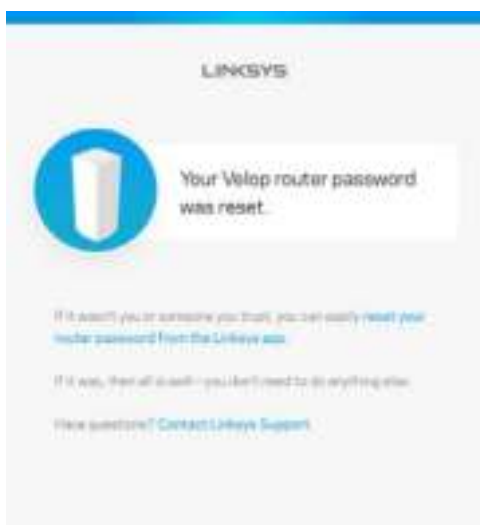 LINKSYS
Your Velop router password
was reset.
If it wasn't you or someone you trust, you can easily reset your
router password from the Linksys app.
If it was, then all is well - you don't need to do anything else.
Have questions? Contact Linksys Support